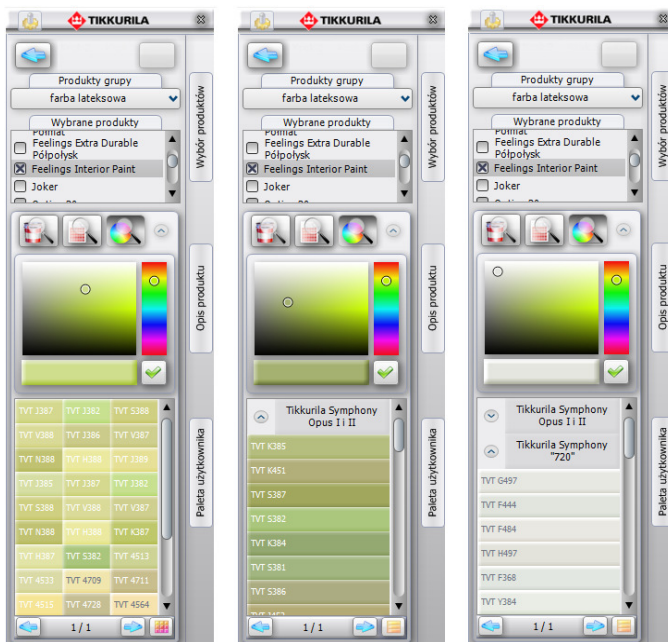 TIKKURILA
Produkty grupy
farba lateksowa
Wybrane produkty
Feelings Extra Durable
Półpołysk
Feelings Interior Paint
Joker
Wybór produktów
Opis produktu
Paleta użytkownika
TVT J387 TVT J382 TVT S388
TVT V388 TVT J386 TVT V387
TVT N388 TVT H388 TVT J389
TVT J385 TVT J387 TVT J382
TVT S388 TVT V388 TVT V387
TVT N388 TVT H388 TVT K387
TVT H387 TVT S382 TVT 4513
TVT 4533 TVT 4709 TVT 4711
TVT 4515 TVT 4728 TVT 4564
1 / 1
TIKKURILA
Produkty grupy
farba lateksowa
Wybrane produkty
Feelings Extra Durable
Półpołysk
Feelings Interior Paint
Joker
Wybór produktów
Opis produktu
Paleta użytkownika
Tikkurila Symphony
Opus I i II
TVT K385
TVT K451
TVT S387
TVT S382
TVT K384
TVT S381
TVT S386
1 / 1
TIKKURILA
Produkty grupy
farba lateksowa
Wybrane produkty
Feelings Extra Durable
Półpołysk
Feelings Interior Paint
Joker
Wybór produktów
Opis produktu
Paleta użytkownika
Tikkurila Symphony
Opus I i II
Tikkurila Symphony
"720"
TVT G497
TVT F444
TVT F484
TVT H497
TVT F368
TVT Y384
1 / 1